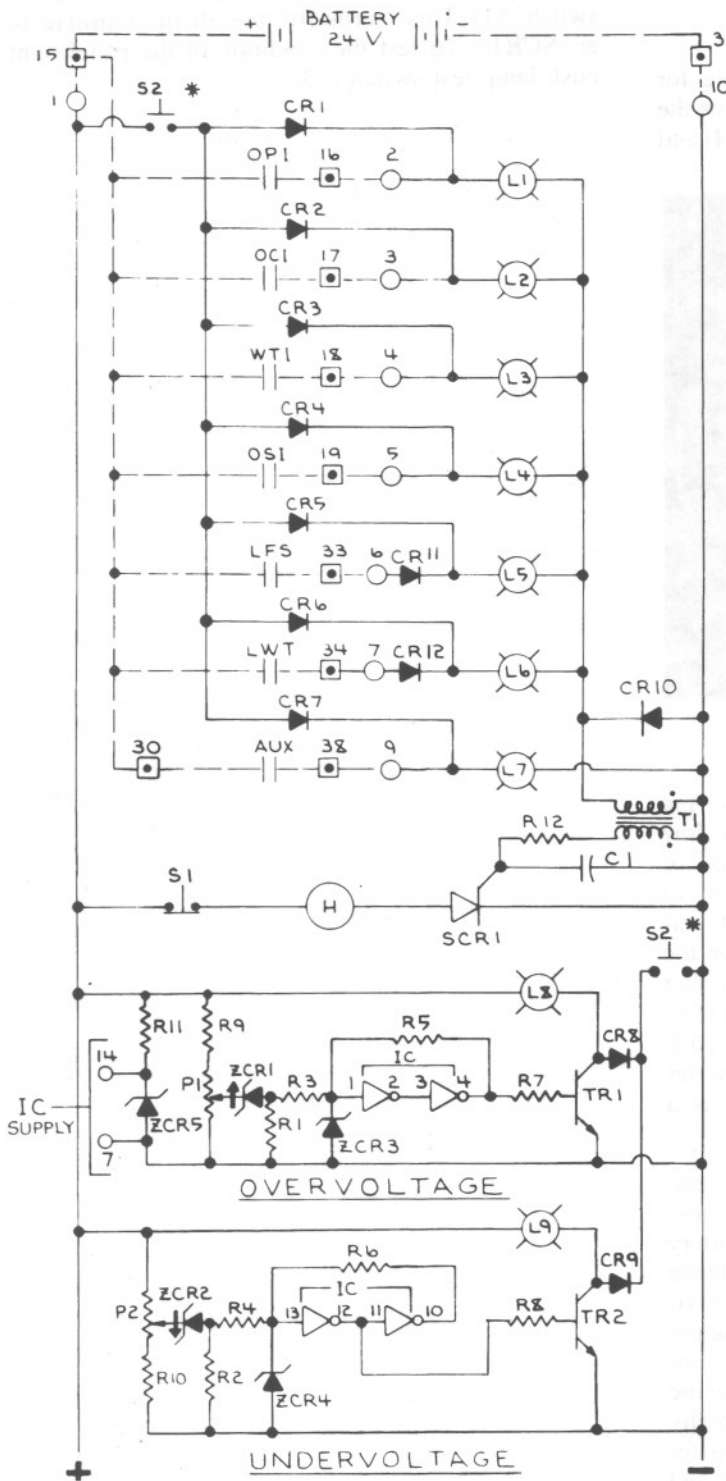 BATTERY
+ 24 V -
15
3
1
10
S2 *
CR1
OP1 16 2 L1
CR2
OC1 17 3 L2
CR3
WT1 18 4 L3
CR4
OS1 19 5 L4
CR5
LFS 33 6 CR11 L5
CR6
LWT 34 7 CR12 L6
CR10
CR7
30 AUX 38 9 L7
T1
R12
C1
S1
H
SCR1
S2 *
L8
R11 R9
R5
CR8
14
ZCR1
IC
P1
R3 1 2 3 4 R7
TR1
IC
SUPPLY
ZCR5
R1
ZCR3
7
OVERVOLTAGE
L9
R6
CR9
ZCR2
IC
P2
R4 13 12 11 10 R8
TR2
R10 R2
ZCR4
+ UNDERVOLTAGE -